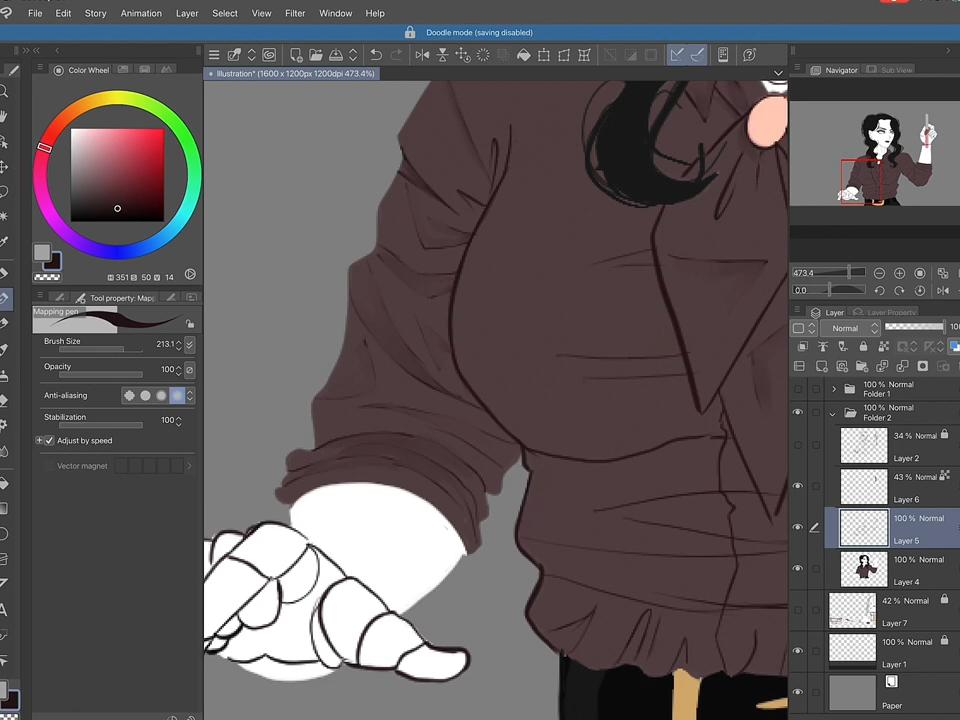 File Edit Story Animation Layer Select View Filter Window Help
Doodle mode (saving disabled)
Illustration* (1600 x 1200px 1200dpi 473.4%)
Color Wheel
Navigator Sub View
351 S 50 V 14
473.4
0.0
Tool property: Mapp
Mapping pen
Layer Layer Property
Brush Size 213.1
Normal
Opacity 100
Anti-aliasing
Stabilization 100
Adjust by speed
Vector magnet
100 % Normal
Folder 1
100 % Normal
Folder 2
34 % Normal
Layer 2
43 % Normal
Layer 6
100 % Normal
Layer 5
100 % Normal
Layer 4
42 % Normal
Layer 7
100 % Normal
Layer 1
Paper